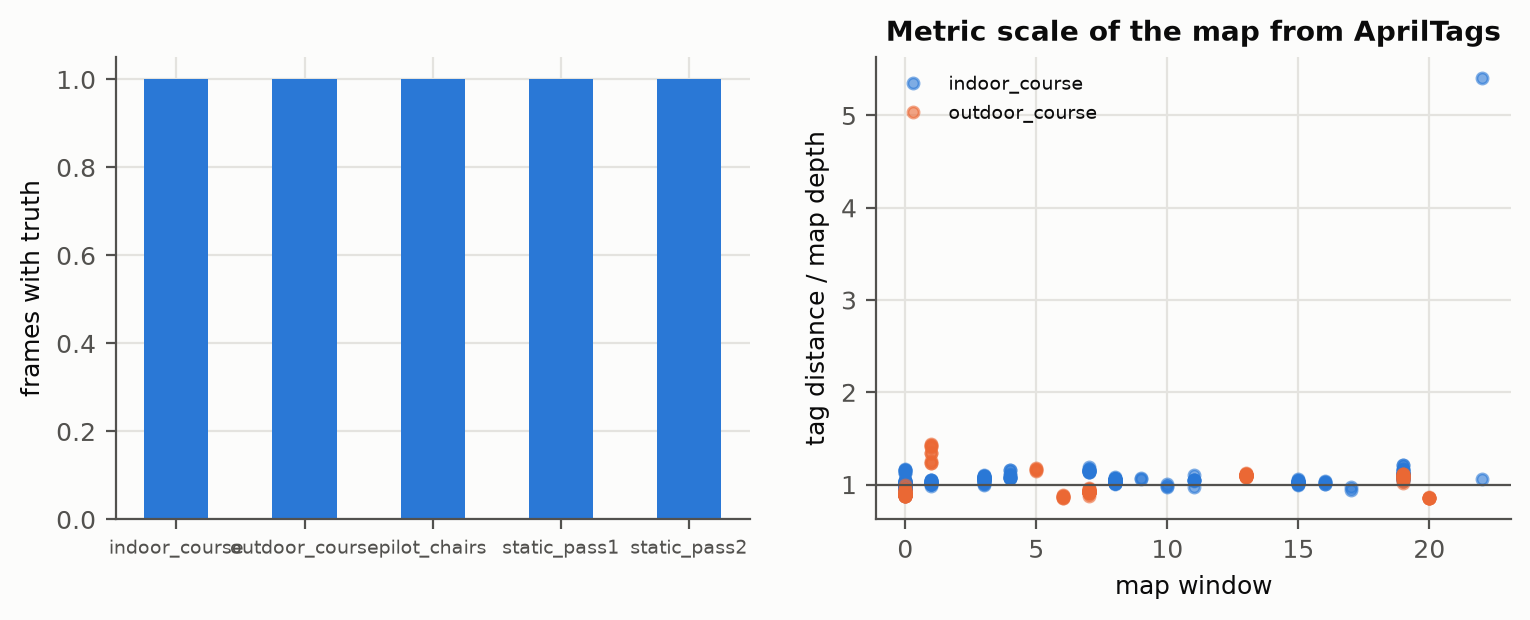 frames with truth
1.0
0.8
0.6
0.4
0.2
0.0
indoor_course
outdoor_course
pilot_chairs
static_pass1
static_pass2
Metric scale of the map from AprilTags
indoor_course
outdoor_course
tag distance / map depth
5
4
3
2
1
0
5
10
15
20
map window